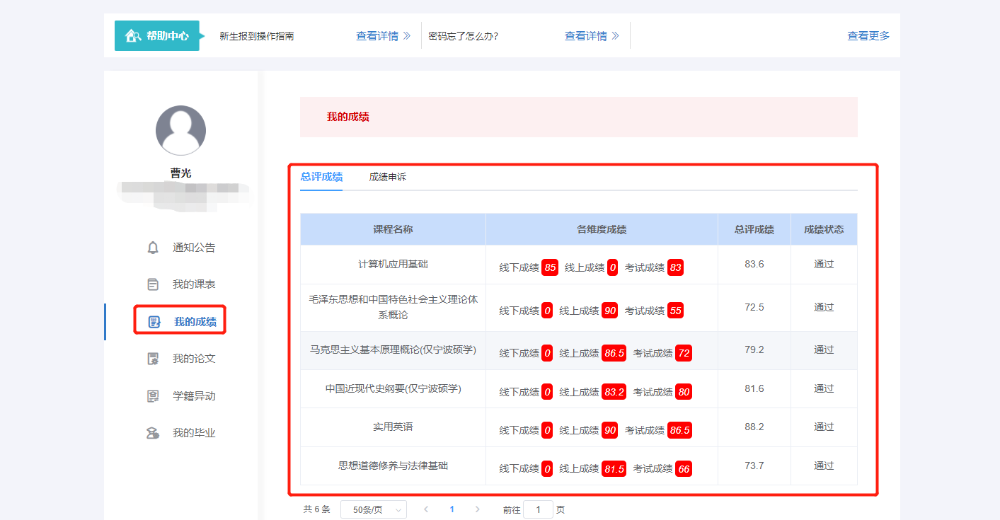 帮助中心 新生报到操作指南 查看详情 密码忘了怎么办? 查看详情 查看更多
曹光
通知公告
我的课表
我的成绩
我的论文
学籍异动
我的毕业
我的成绩
总评成绩 成绩申诉
课程名称 各维度成绩 总评成绩 成绩状态
计算机应用基础 线下成绩 85 线上成绩 0 考试成绩 83 83.6 通过
毛泽东思想和中国特色社会主义理论体
系概论 线下成绩 0 线上成绩 90 考试成绩 55 72.5 通过
马克思主义基本原理概论(仅宁波硕学) 线下成绩 0 线上成绩 86.5 考试成绩 72 79.2 通过
中国近现代史纲要(仅宁波硕学) 线下成绩 0 线上成绩 83.2 考试成绩 80 81.6 通过
实用英语 线下成绩 0 线上成绩 90 考试成绩 86.5 88.2 通过
思想道德修养与法律基础 线下成绩 0 线上成绩 81.5 考试成绩 66 73.7 通过
共 6 条 50条/页 1 前往 1 页